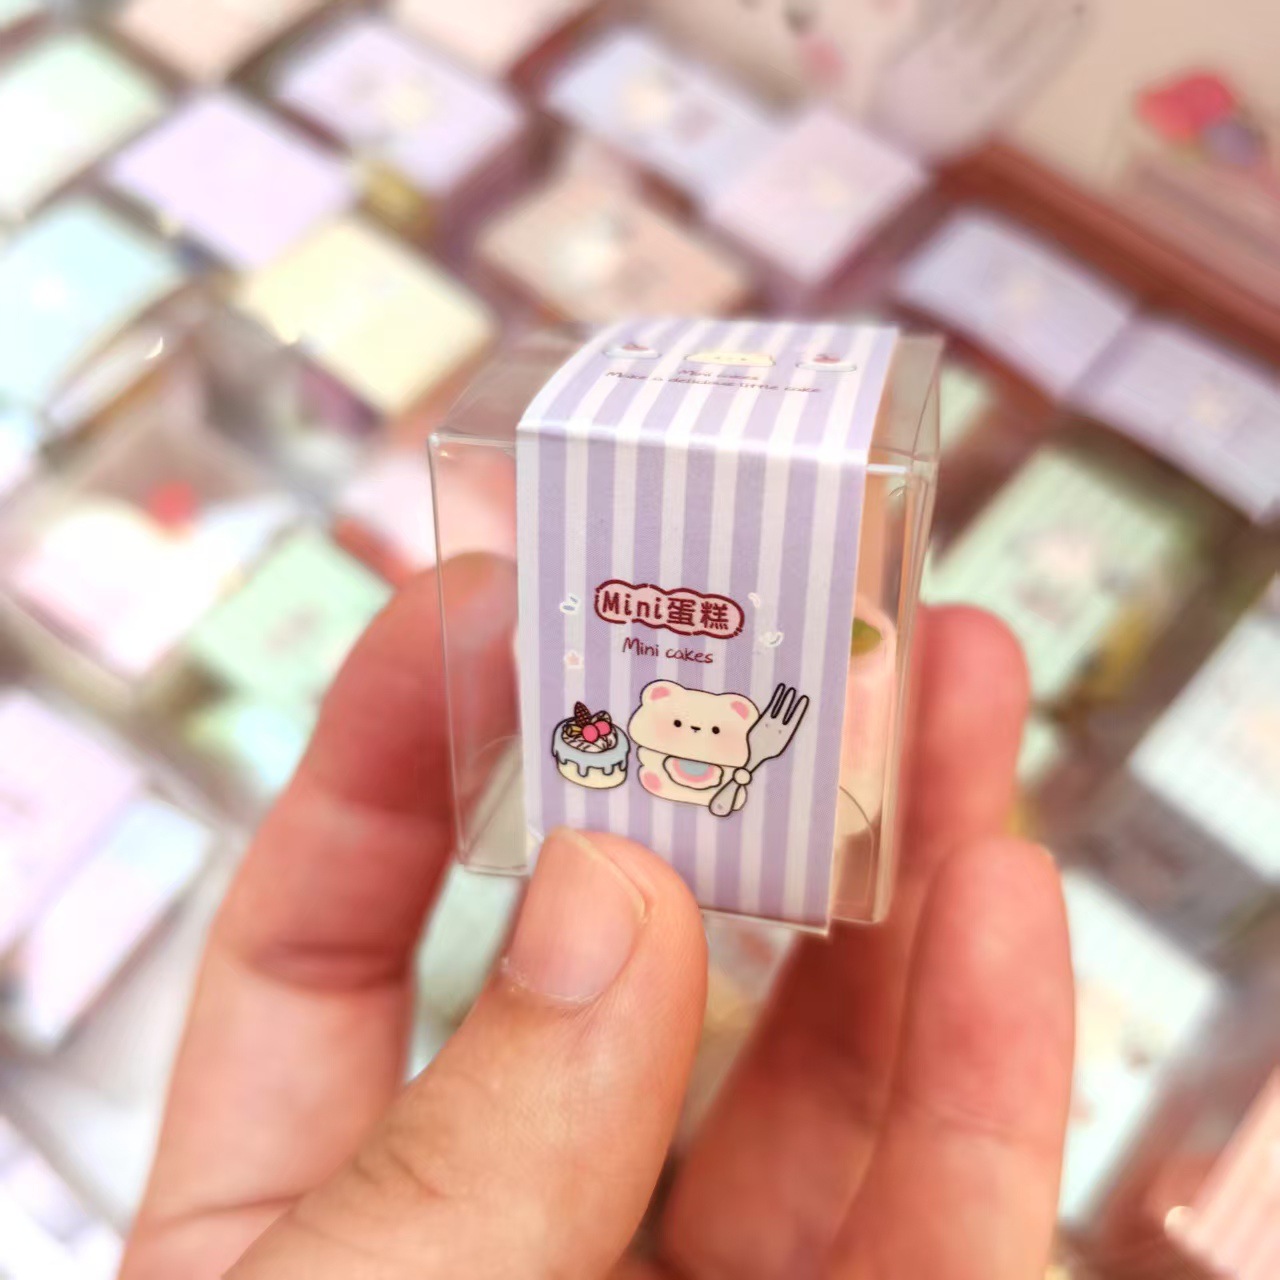 Mini cakes
Make a delicious little cake
Mini蛋糕
Mini cakes